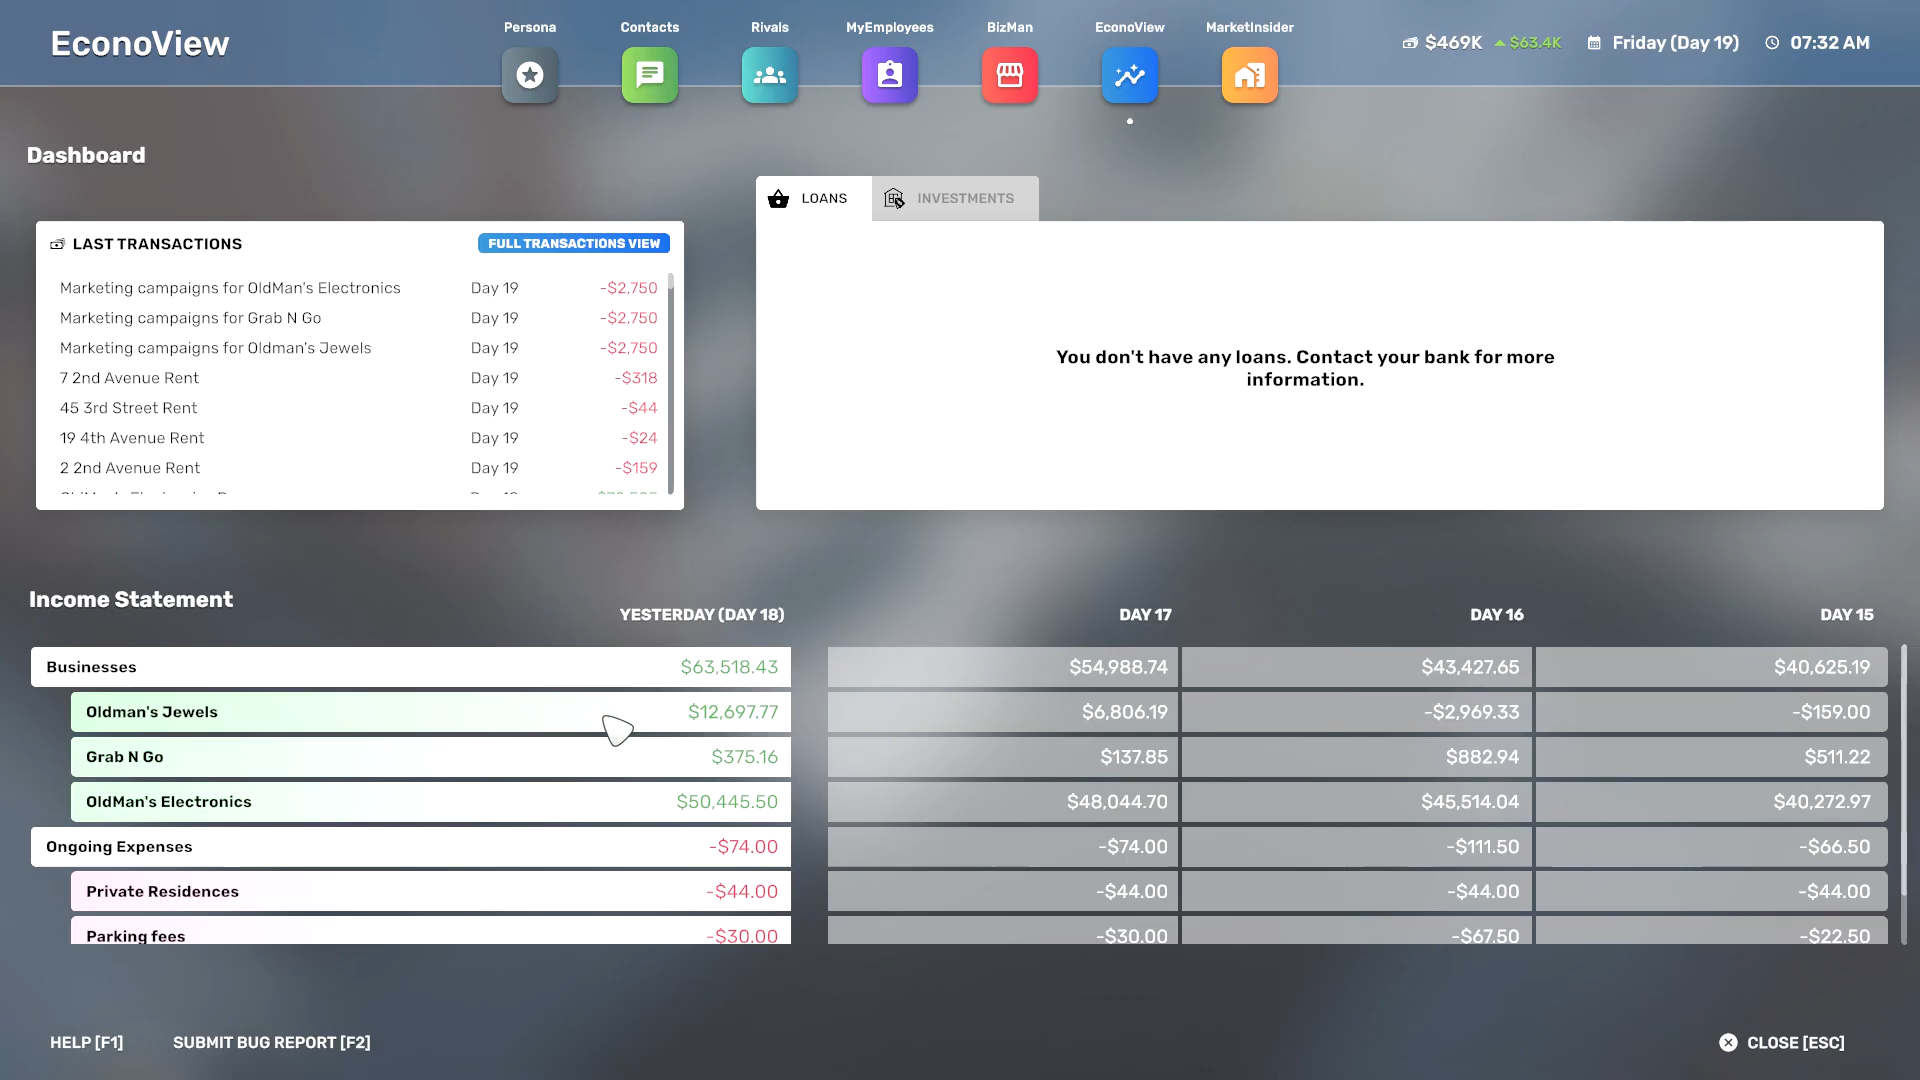 EconoView
Persona
Contacts
Rivals
MyEmployees
BizMan
EconoView
MarketInsider
$469K
$63.4K
Friday (Day 19)
07:32 AM
Dashboard
LAST TRANSACTIONS
FULL TRANSACTIONS VIEW
Marketing campaigns for OldMan's Electronics Day 19 -$2,750
Marketing campaigns for Grab N Go Day 19 -$2,750
Marketing campaigns for Oldman's Jewels Day 19 -$2,750
7 2nd Avenue Rent Day 19 -$318
45 3rd Street Rent Day 19 -$44
19 4th Avenue Rent Day 19 -$24
2 2nd Avenue Rent Day 19 -$159
LOANS
INVESTMENTS
You don't have any loans. Contact your bank for more
information.
Income Statement
YESTERDAY (DAY 18) DAY 17 DAY 16 DAY 15
Businesses $63,518.43 $54,988.74 $43,427.65 $40,625.19
Oldman's Jewels $12,697.77 $6,806.19 -$2,969.33 -$159.00
Grab N Go $375.16 $137.85 $882.94 $511.22
OldMan's Electronics $50,445.50 $48,044.70 $45,514.04 $40,272.97
Ongoing Expenses -$74.00 -$74.00 -$111.50 -$66.50
Private Residences -$44.00 -$44.00 -$44.00 -$44.00
Parking fees -$30.00 -$30.00 -$67.50 -$22.50
HELP [F1]
SUBMIT BUG REPORT [F2]
CLOSE [ESC]